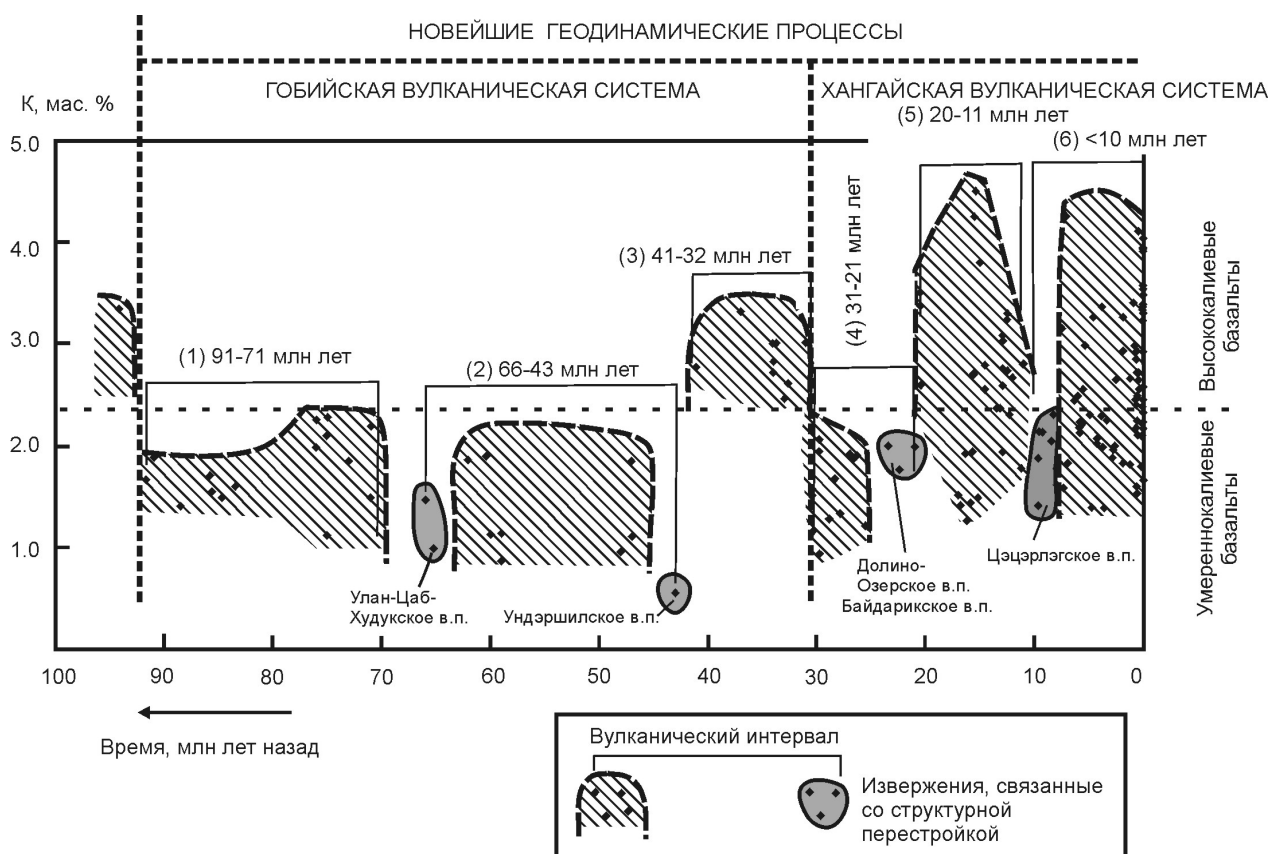 НОВЕЙШИЕ ГЕОДИНАМИЧЕСКИЕ ПРОЦЕССЫ
ГОБИЙСКАЯ ВУЛКАНИЧЕСКАЯ СИСТЕМА
ХАНГАЙСКАЯ ВУЛКАНИЧЕСКАЯ СИСТЕМА
К, мас. %
(5) 20-11 млн лет
(6) <10 млн лет
5.0
4.0
3.0
2.0
1.0
(3) 41-32 млн лет
(4) 31-21 млн лет
(1) 91-71 млн лет
(2) 66-43 млн лет
Высококалиевые
базальты
Умереннокалиевые
базальты
Улан-Цаб-
Худукское в.п.
Ундэршилское в.п.
Долино-
Озерское в.п.
Байдарикское в.п.
Цэцэрлэгское в.п.
100 90 80 70 60 50 40 30 20 10 0
Время, млн лет назад
Вулканический интервал
Извержения, связанные
со структурной
перестройкой